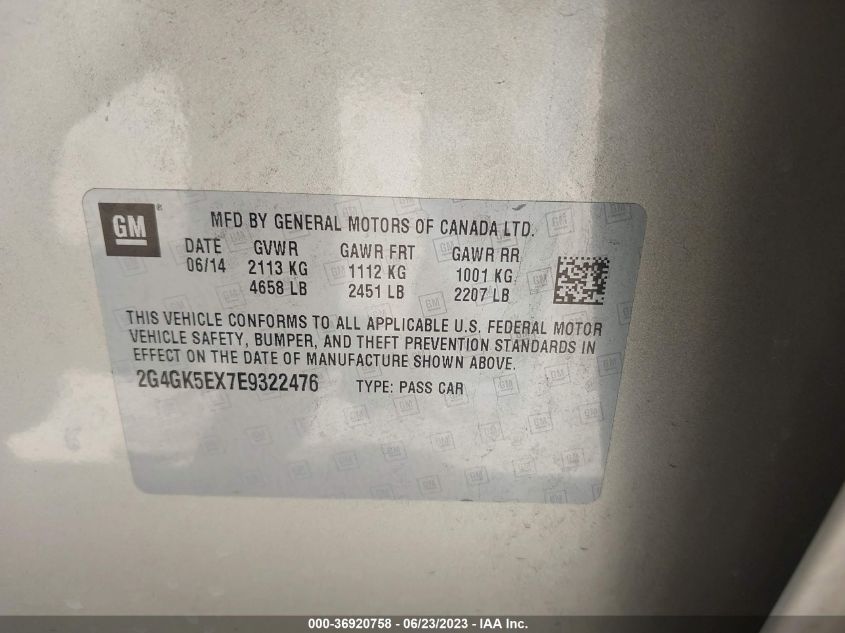 GM ®
MFD BY GENERAL MOTORS OF CANADA LTD.
DATE GVWR GAWR FRT GAWR RR
06/14 2113 KG 1112 KG 1001 KG
4658 LB 2451 LB 2207 LB
THIS VEHICLE CONFORMS TO ALL APPLICABLE U.S. FEDERAL MOTOR
VEHICLE SAFETY, BUMPER, AND THEFT PREVENTION STANDARDS IN
EFFECT ON THE DATE OF MANUFACTURE SHOWN ABOVE.
2G4GK5EX7E9322476 TYPE: PASS CAR
000-36920758 - 06/23/2023 - IAA Inc.